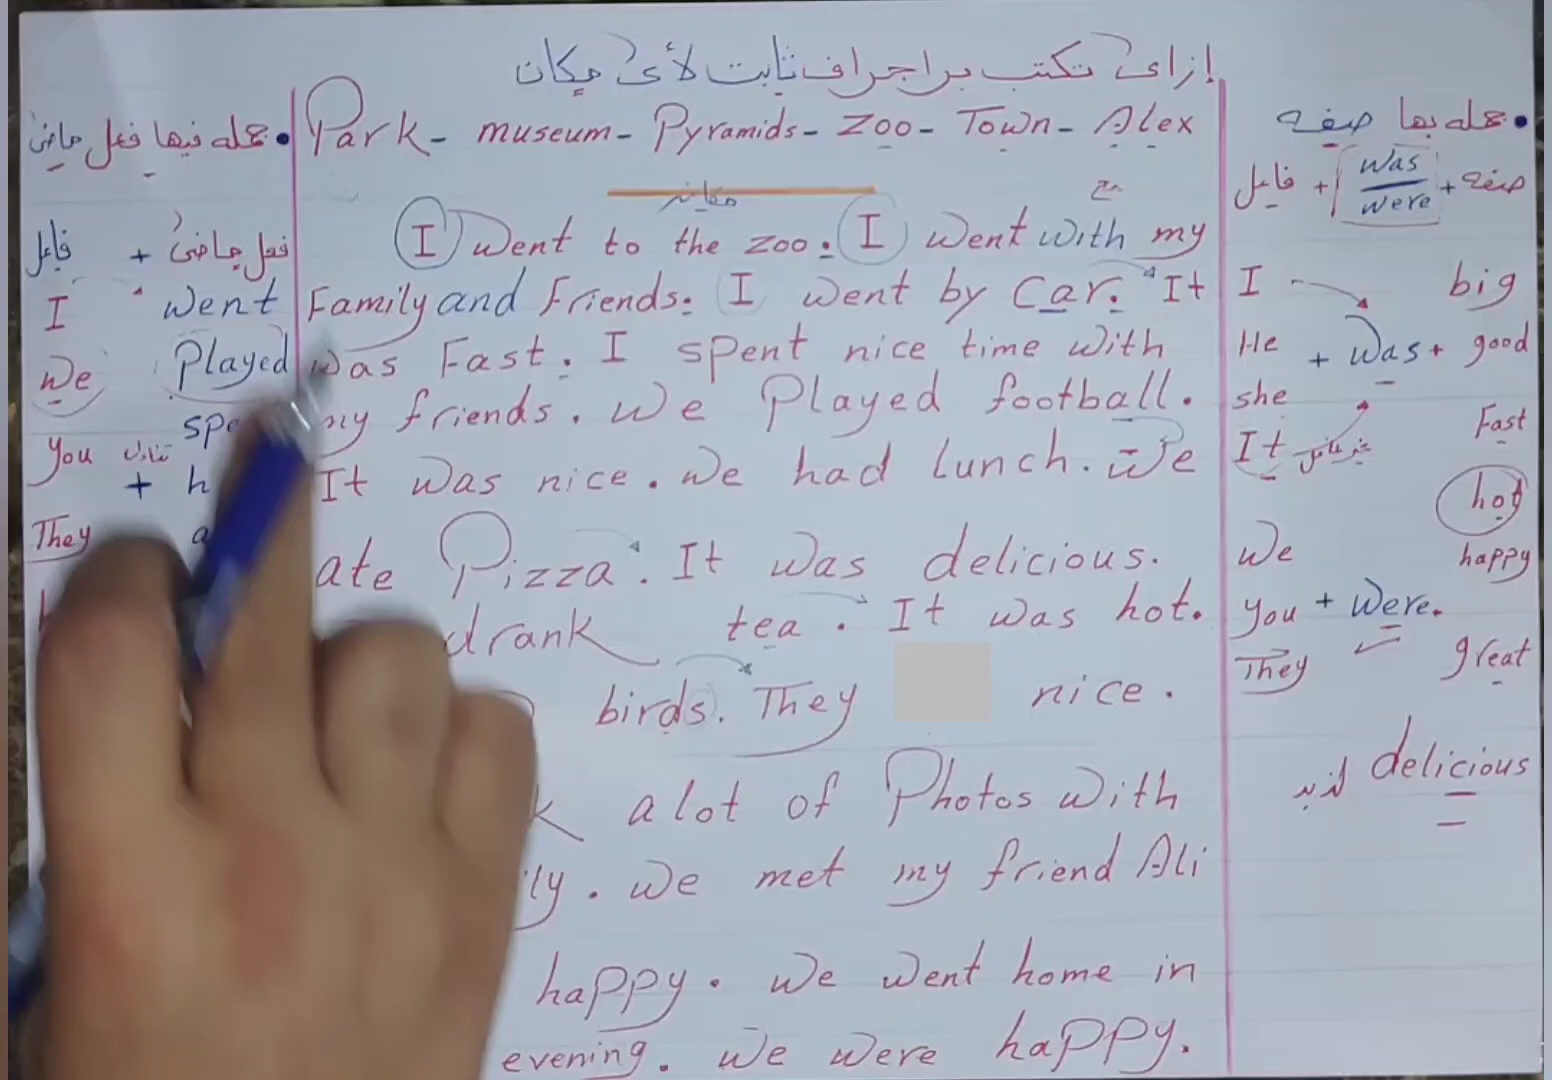 إزاى تكتب براجراف ثابت لأى مكان
Park - museum - Pyramids - Zoo - Town - Alex
I went to the zoo. I went with my
Family and Friends. I went by Car. It
was Fast. I spent nice time with
my friends. We Played football.
It was nice. We had Lunch. We
ate Pizza. It was delicious.
drank tea. It was hot.
birds. They nice.
a lot of Photos with
We met my friend Ali
happy. We went home in
evening. We were happy.
• جمله فيها فعل ماضى
فاعل + فعل ماضى
I went
We Played
You
+
They
• جمله بها صفه
فاعل + was / were + صفه
I big
He + was + good
she
It Fast
hot
We happy
you + were.
They great
delicious لذيذ